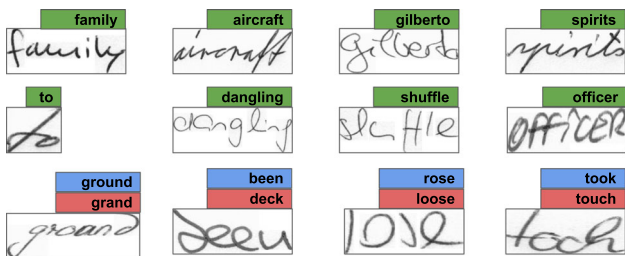 family aircraft gilberto spirits
family aircraft Gilberto spirits
to dangling shuffle officer
to dangling shuffle OFFICER
ground been rose took
grand deck loose touch
ground been rose